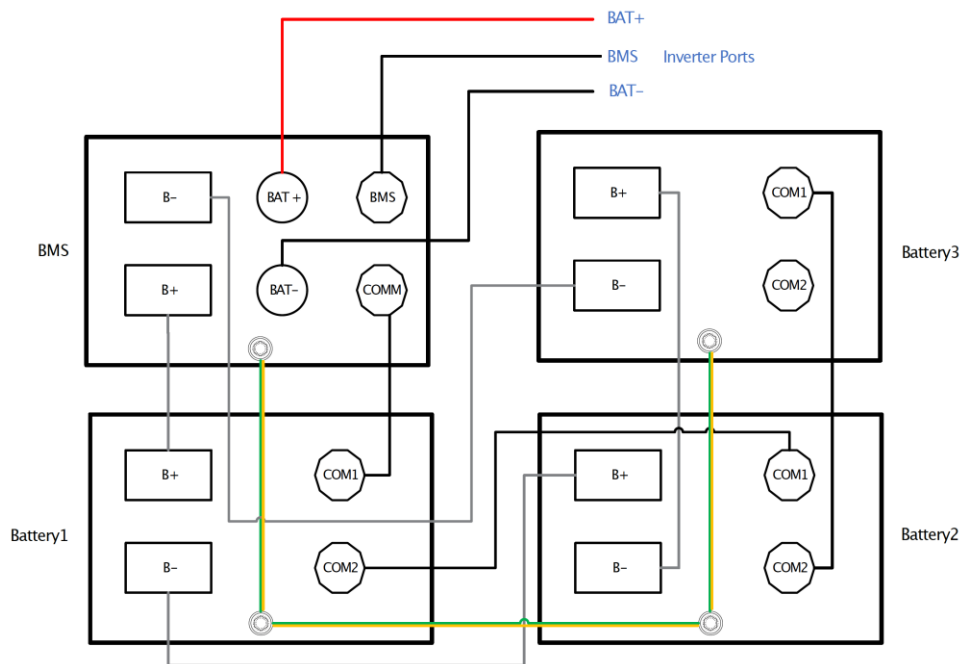 BAT+
BMS Inverter Ports
BAT-
BMS
B-
BAT +
BMS
B+
BAT-
COMM
Battery3
B+
COM1
B-
COM2
Battery1
B+
COM1
B-
COM2
Battery2
B+
COM1
B-
COM2